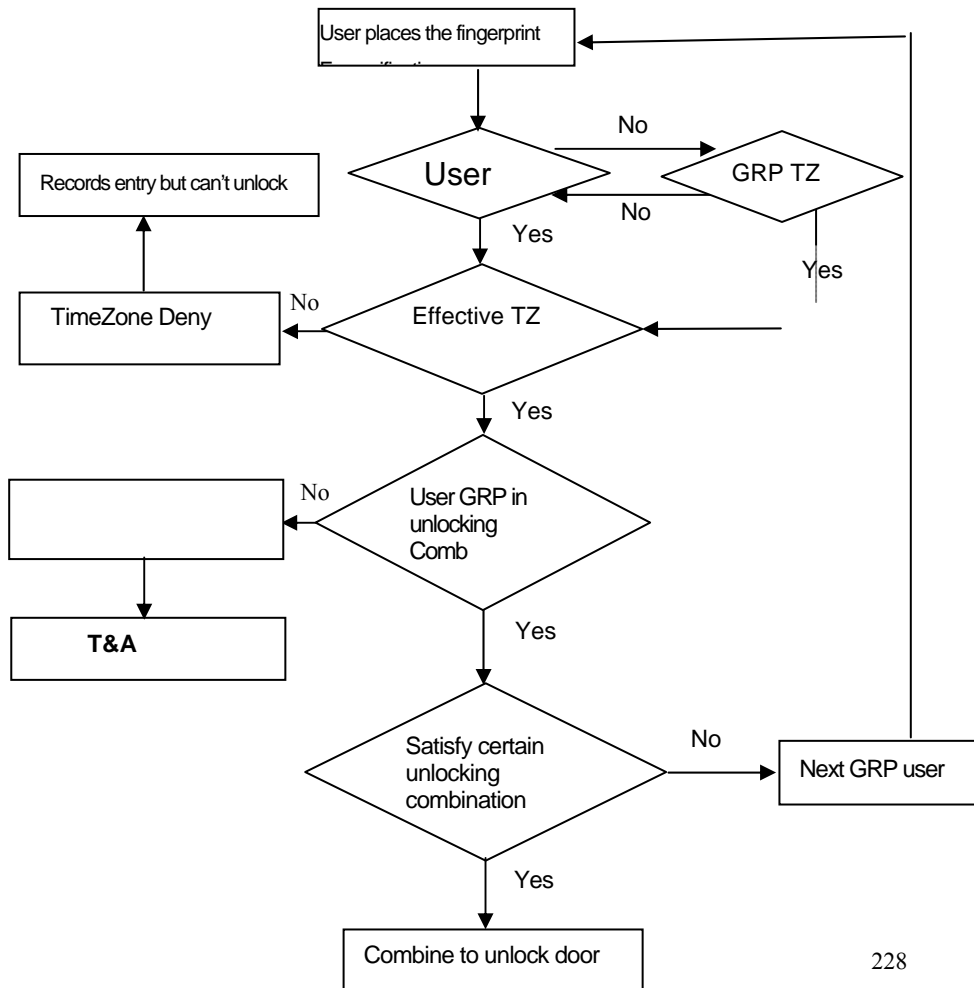 User places the fingerprint
No
User
GRP TZ
Records entry but can't unlock
No
Yes
Yes
TimeZone Deny
No
Effective TZ
Yes
No
User GRP in
unlocking
Comb
T&A
Yes
Satisfy certain
unlocking
combination
No
Next GRP user
Yes
Combine to unlock door
228